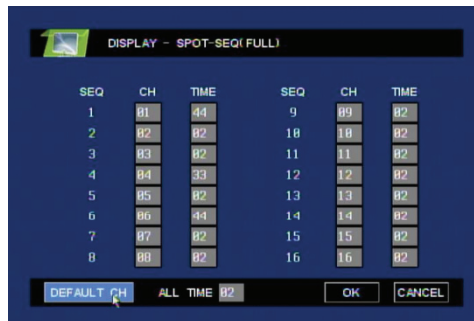 DISPLAY - SPOT-SEQ(FULL)
SEQ CH TIME SEQ CH TIME
1 01 44 9 09 02
2 02 02 10 10 02
3 03 02 11 11 02
4 04 33 12 12 02
5 05 02 13 13 02
6 06 44 14 14 02
7 07 02 15 15 02
8 08 02 16 16 02
DEFAULT CH ALL TIME 02 OK CANCEL